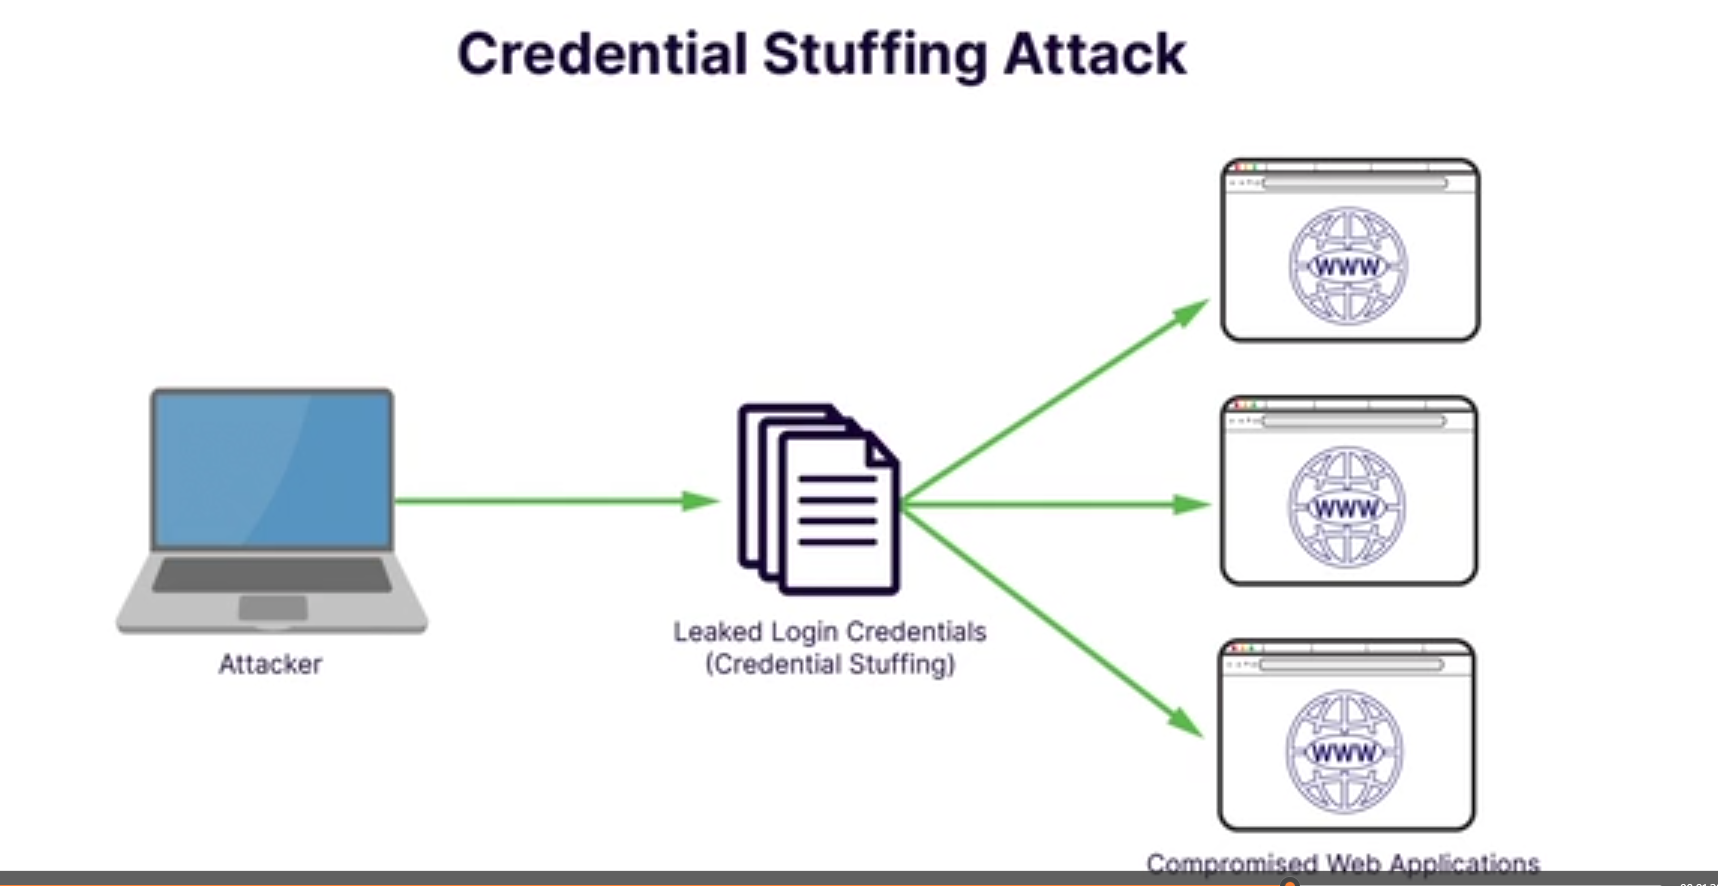 Credential Stuffing Attack
WWW
WWW
WWW
Leaked Login Credentials
(Credential Stuffing)
Attacker
Compromised Web Applications